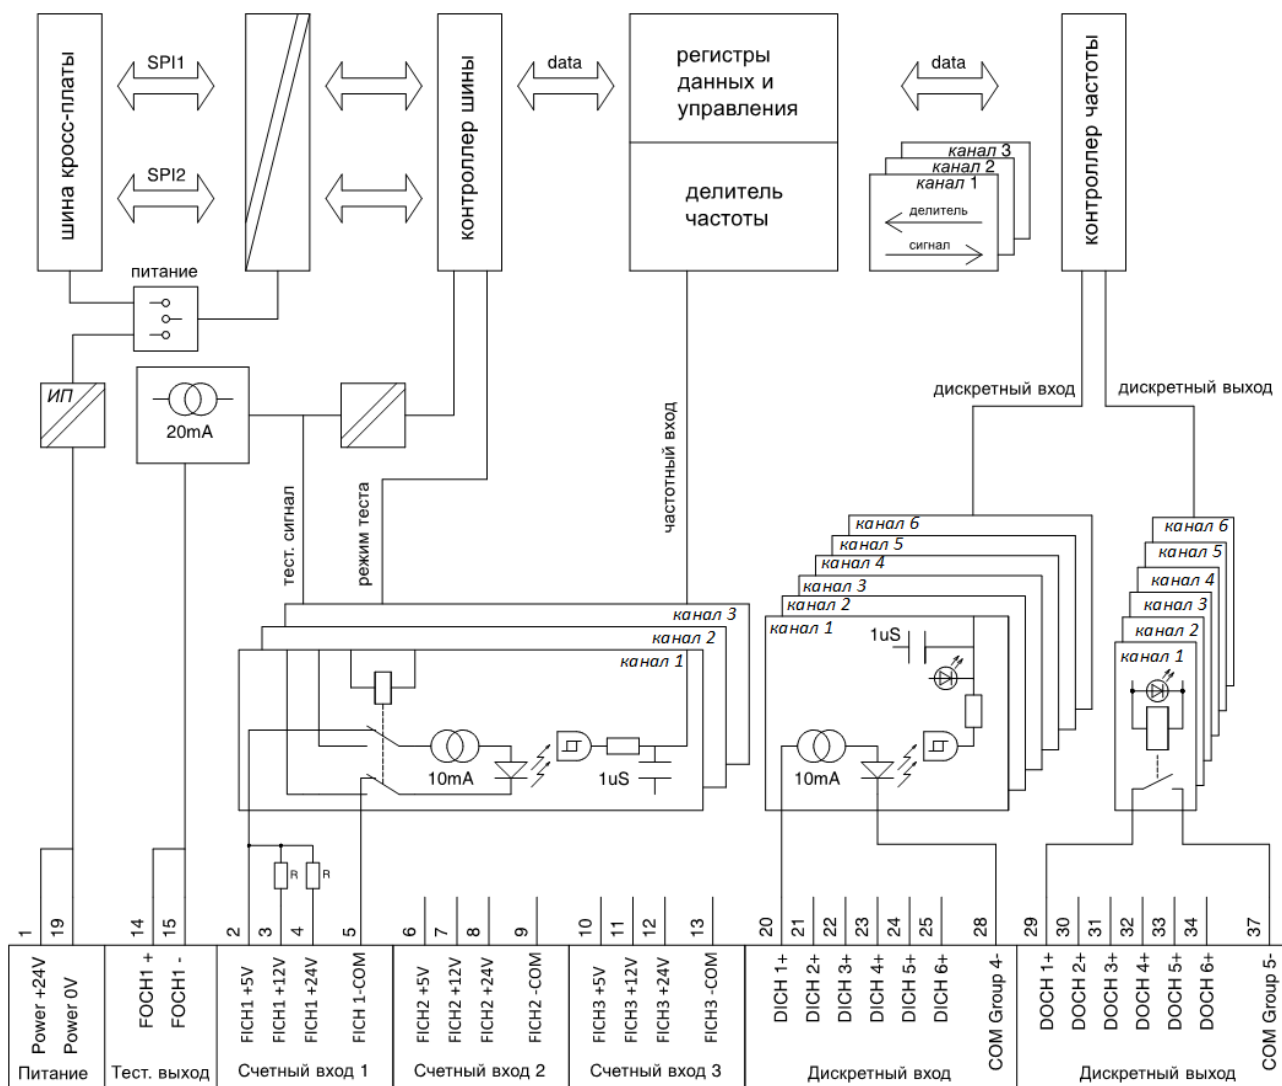 шина кросс-платы
SPI1
SPI2
контроллер шины
data
регистры
данных и
управления
делитель
частоты
data
канал 3
канал 2
канал 1
делитель
сигнал
контроллер частоты
питание
ИП
20mA
тест. сигнал
режим теста
частотный вход
дискретный вход
дискретный выход
канал 3
канал 2
канал 1
10mA
1uS
R
R
канал 6
канал 5
канал 4
канал 3
канал 2
канал 1
1uS
10mA
канал 6
канал 5
канал 4
канал 3
канал 2
канал 1
1
19
14
15
2
3
4
5
6
7
8
9
10
11
12
13
20
21
22
23
24
25
28
29
30
31
32
33
34
37
Power +24V
Power 0V
FOCH1 +
FOCH1 -
FICH1 +5V
FICH1 +12V
FICH1 +24V
FICH 1-COM
FICH2 +5V
FICH2 +12V
FICH2 +24V
FICH2 -COM
FICH3 +5V
FICH3 +12V
FICH3 +24V
FICH3 -COM
DICH 1+
DICH 2+
DICH 3+
DICH 4+
DICH 5+
DICH 6+
COM Group 4-
DOCH 1+
DOCH 2+
DOCH 3+
DOCH 4+
DOCH 5+
DOCH 6+
COM Group 5-
Питание
Тест. выход
Счетный вход 1
Счетный вход 2
Счетный вход 3
Дискретный вход
Дискретный выход